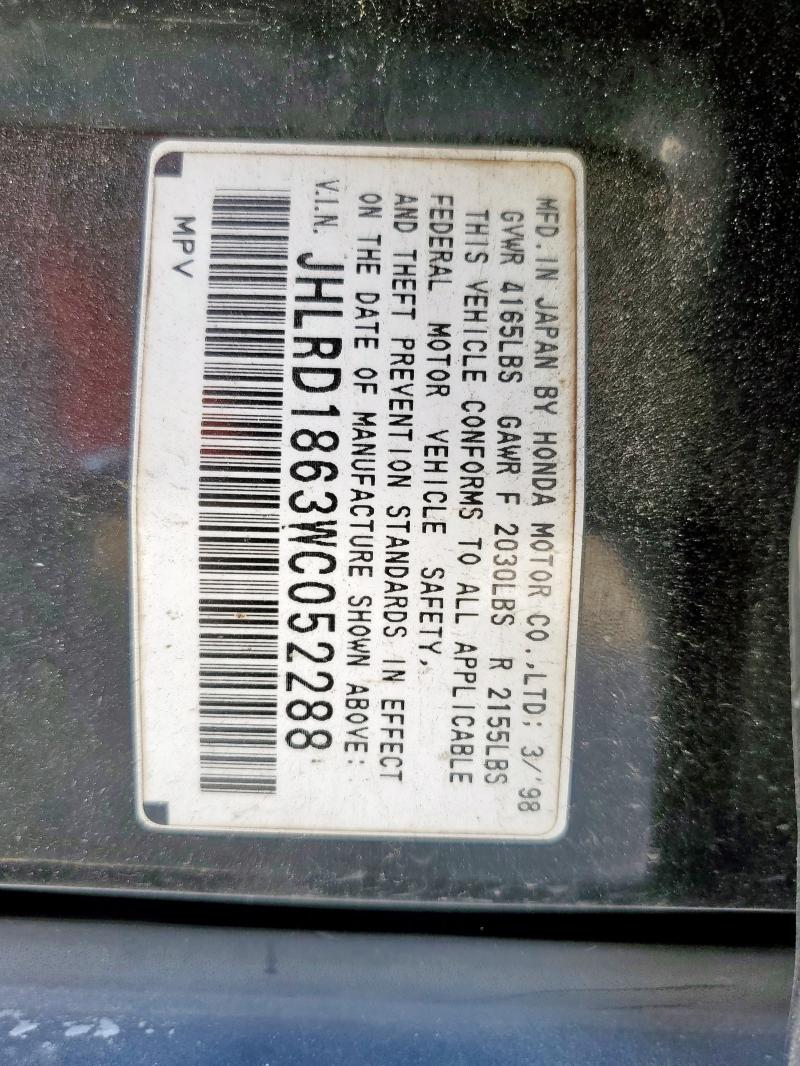 MFD. IN JAPAN BY HONDA MOTOR CO.,LTD; 3/'98
GVWR 4165LBS GAWR F 2030LBS R 2155LBS
THIS VEHICLE CONFORMS TO ALL APPLICABLE
FEDERAL MOTOR VEHICLE SAFETY,
AND THEFT PREVENTION STANDARDS IN EFFECT
ON THE DATE OF MANUFACTURE SHOWN ABOVE:
V.I.N. JHLRD1863WC052288
MPV